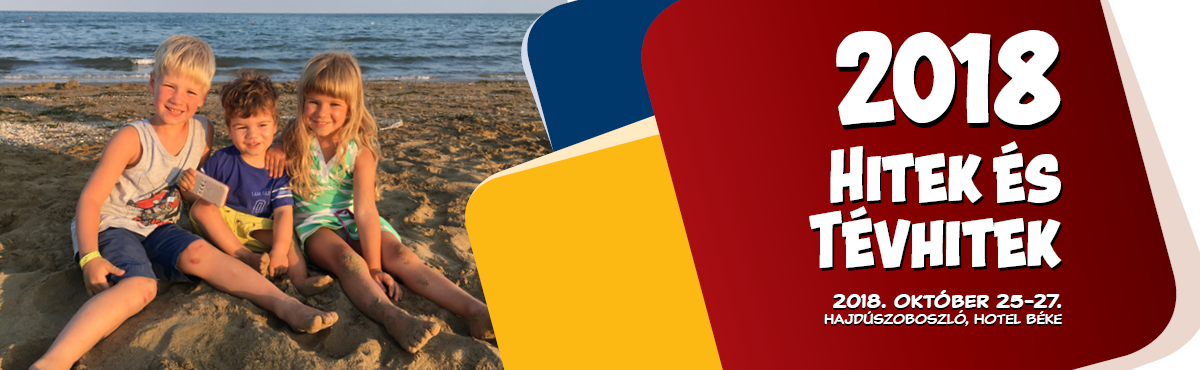 2018
HITEK ÉS
TÉVHITEK
2018. OKTÓBER 25-27.
HAJDÚSZOBOSZLÓ, HOTEL BÉKE